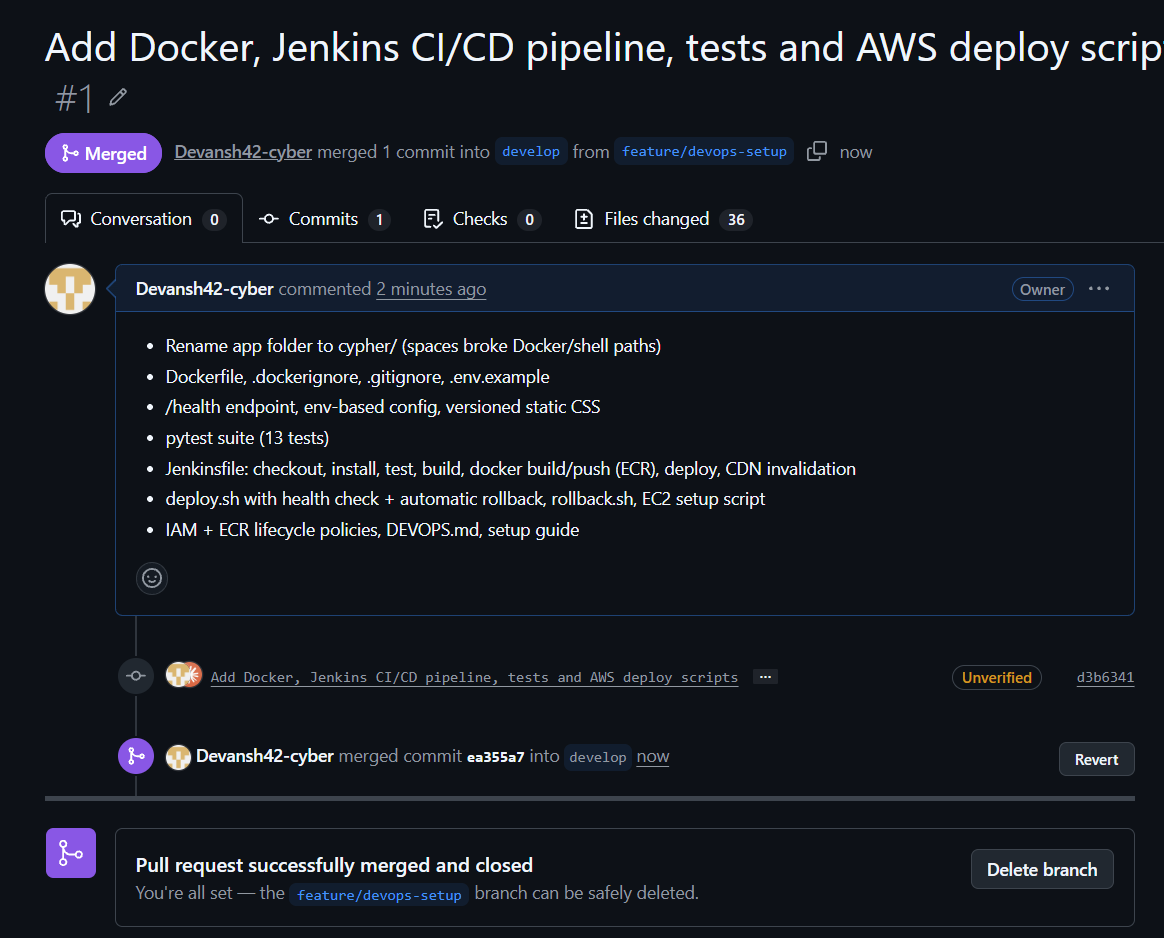 Add Docker, Jenkins CI/CD pipeline, tests and AWS deploy scrip
#1
Merged Devansh42-cyber merged 1 commit into develop from feature/devops-setup now
Conversation 0 Commits 1 Checks 0 Files changed 36
Devansh42-cyber commented 2 minutes ago Owner
• Rename app folder to cypher/ (spaces broke Docker/shell paths)
• Dockerfile, .dockerignore, .gitignore, .env.example
• /health endpoint, env-based config, versioned static CSS
• pytest suite (13 tests)
• Jenkinsfile: checkout, install, test, build, docker build/push (ECR), deploy, CDN invalidation
• deploy.sh with health check + automatic rollback, rollback.sh, EC2 setup script
• IAM + ECR lifecycle policies, DEVOPS.md, setup guide
Add Docker, Jenkins CI/CD pipeline, tests and AWS deploy scripts ... Unverified d3b6341
Devansh42-cyber merged commit ea355a7 into develop now Revert
Pull request successfully merged and closed
You're all set — the feature/devops-setup branch can be safely deleted.
Delete branch